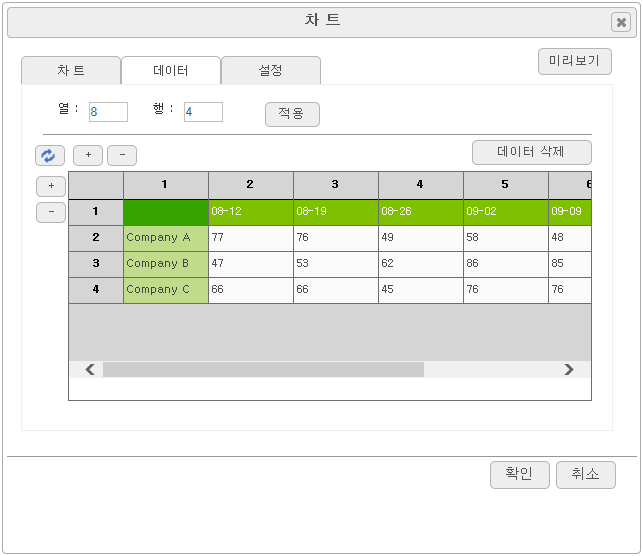 차 트
차 트 데이터 설정 미리보기
열 : 8 행 : 4 적용
+ - 데이터 삭제
+
-
1 2 3 4 5
1 08-12 08-19 08-26 09-02 09-09
2 Company A 77 76 49 58 48
3 Company B 47 53 62 86 85
4 Company C 66 66 45 76 76
확인 취소